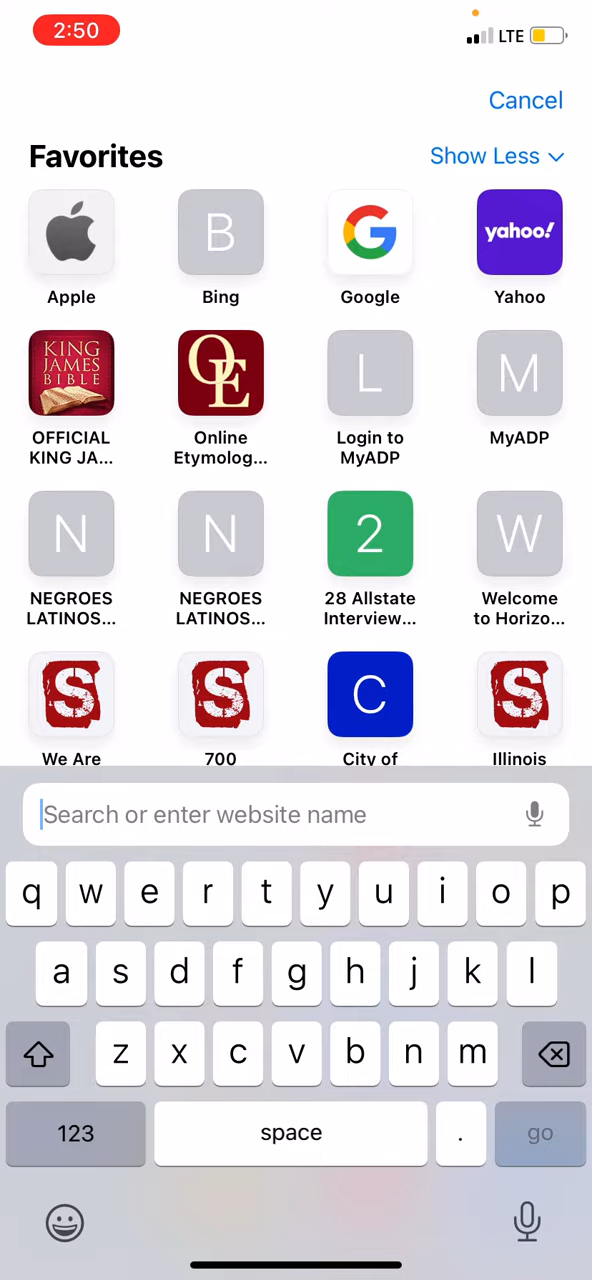 2:50
LTE
Cancel
Favorites
Show Less
B
G
yahoo!
Apple
Bing
Google
Yahoo
KING
JAMES
BIBLE
OE
L
M
OFFICIAL
KING JA...
Online
Etymolog...
Login to
MyADP
MyADP
N
N
2
W
NEGROES
LATINOS...
NEGROES
LATINOS...
28 Allstate
Interview...
Welcome
to Horizo...
S
S
C
S
We Are
700
City of
Illinois
Search or enter website name
q w e r t y u i o p
a s d f g h j k l
z x c v b n m
123
space
.
go